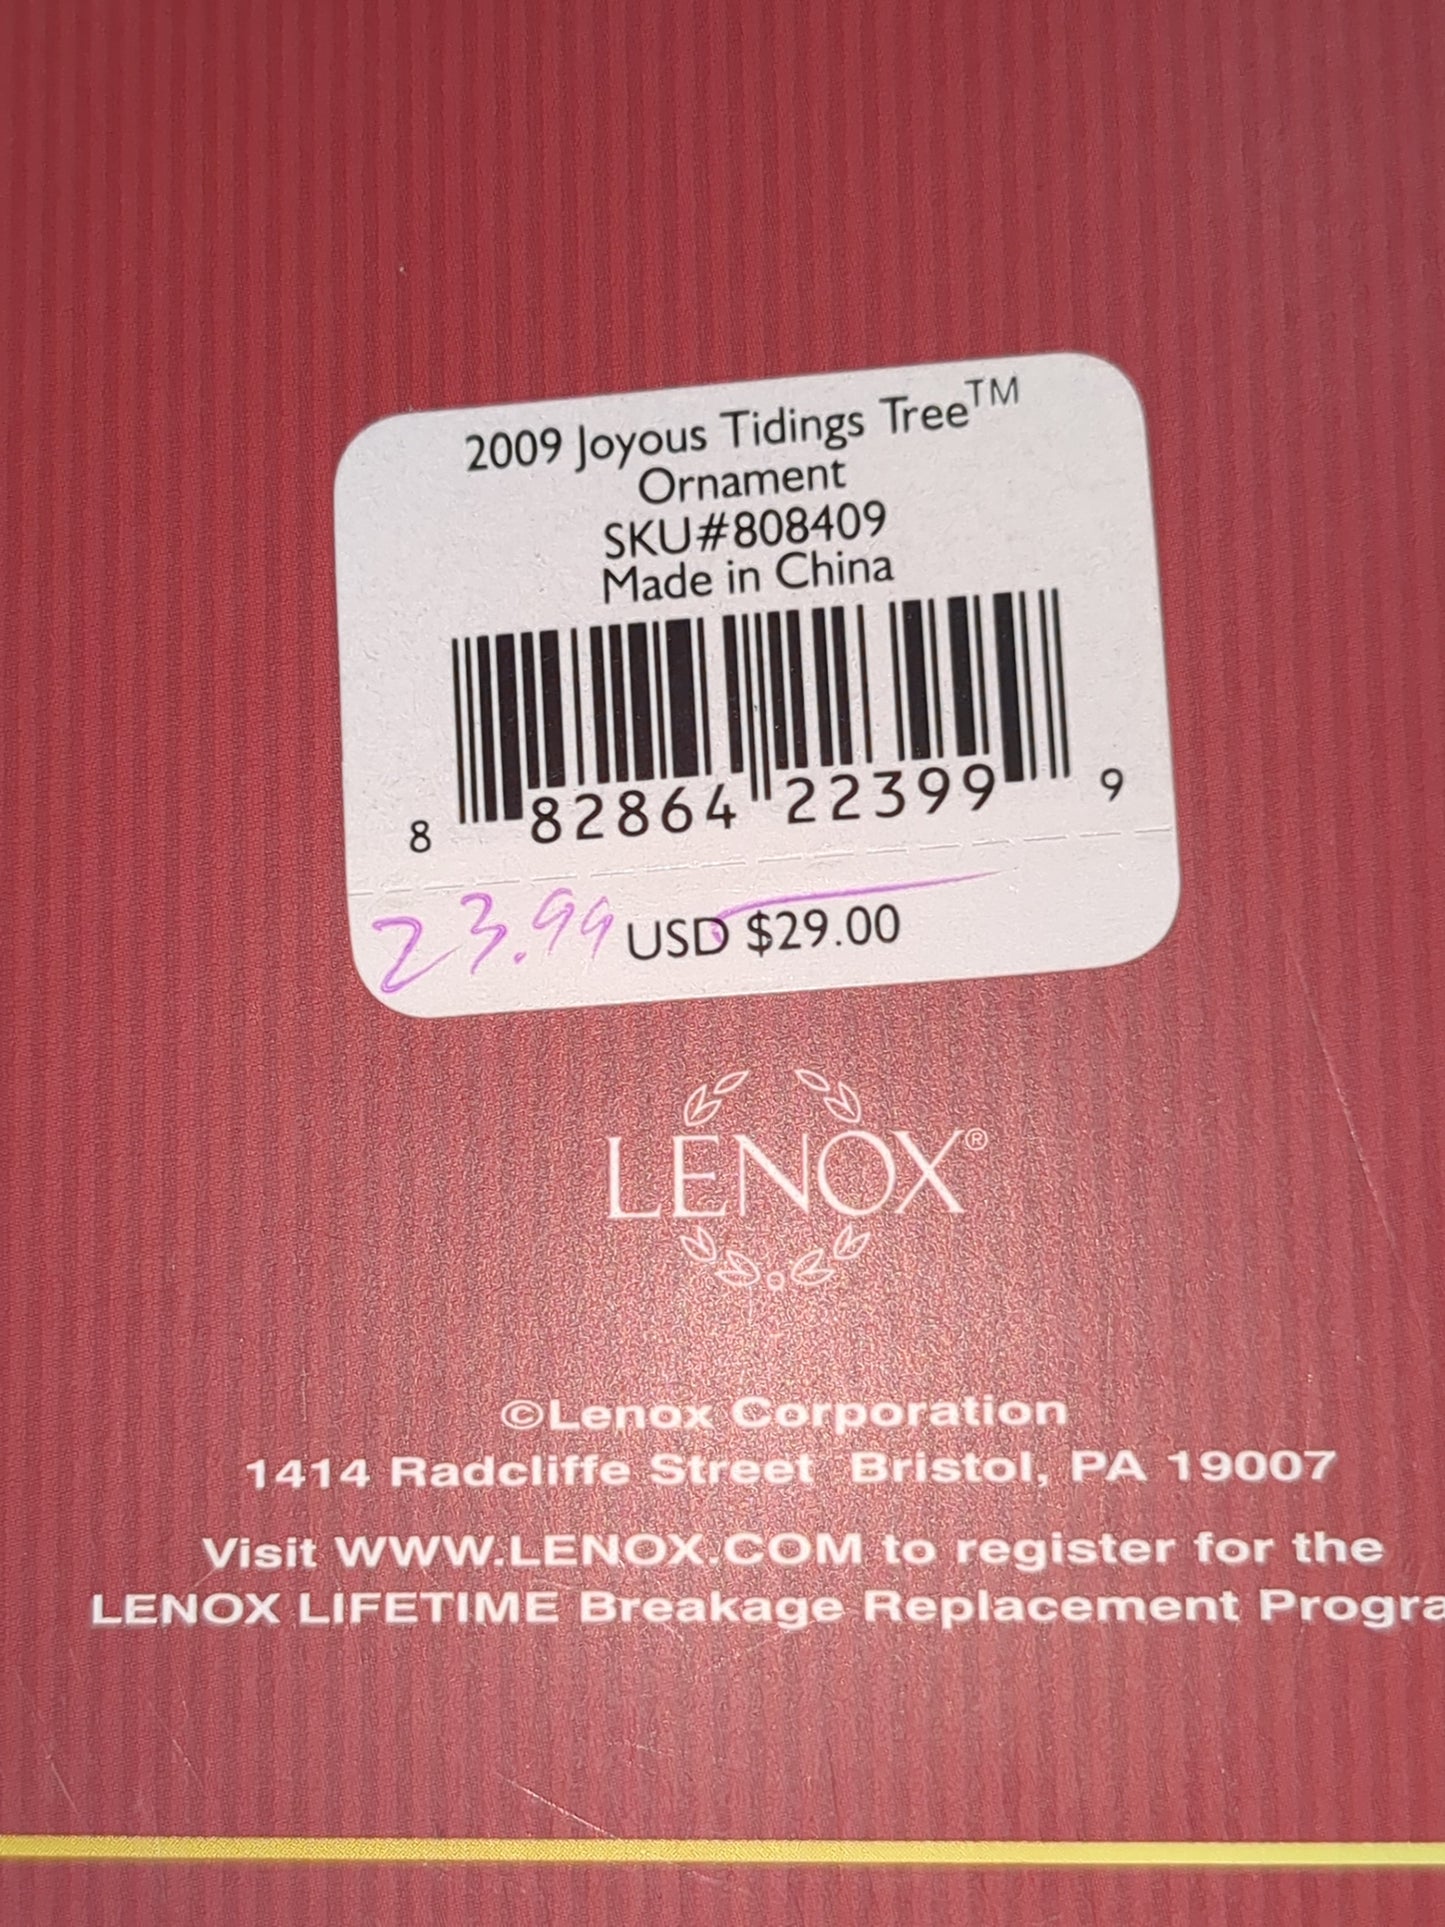 2009 Joyous Tidings Tree™
Ornament
SKU#808409
Made in China
8 82864 22399 9
23.99 USD $29.00
LENOX®
©Lenox Corporation
1414 Radcliffe Street Bristol, PA 19007
Visit WWW.LENOX.COM to register for the
LENOX LIFETIME Breakage Replacement Progra